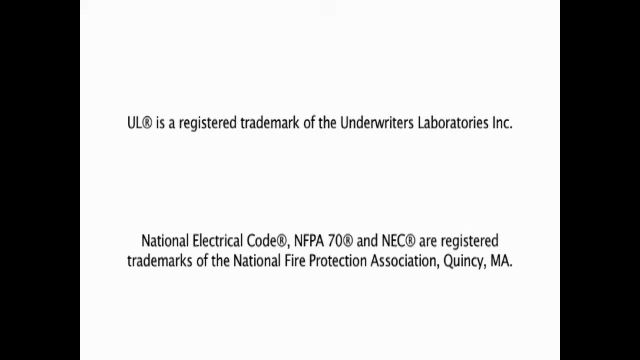 UL® is a registered trademark of the Underwriters Laboratories Inc.
National Electrical Code®, NFPA 70® and NEC® are registered
trademarks of the National Fire Protection Association, Quincy, MA.